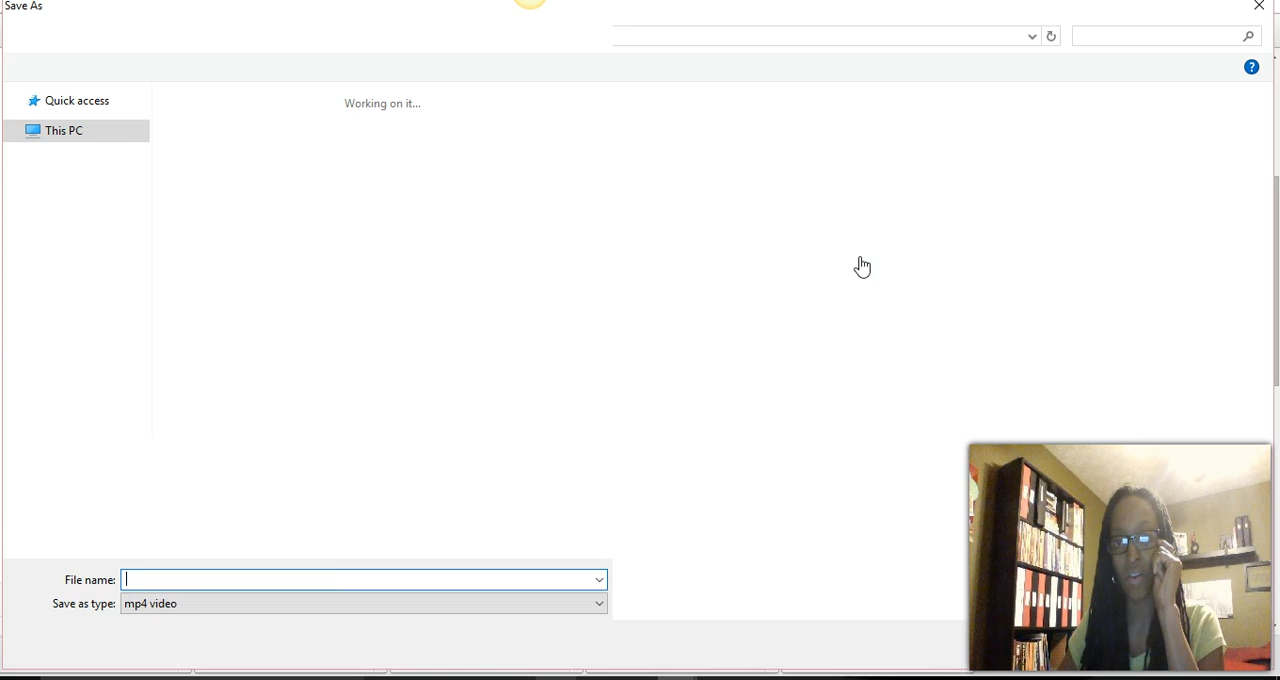 Save As
Quick access
Working on it...
This PC
File name:
Save as type: mp4 video